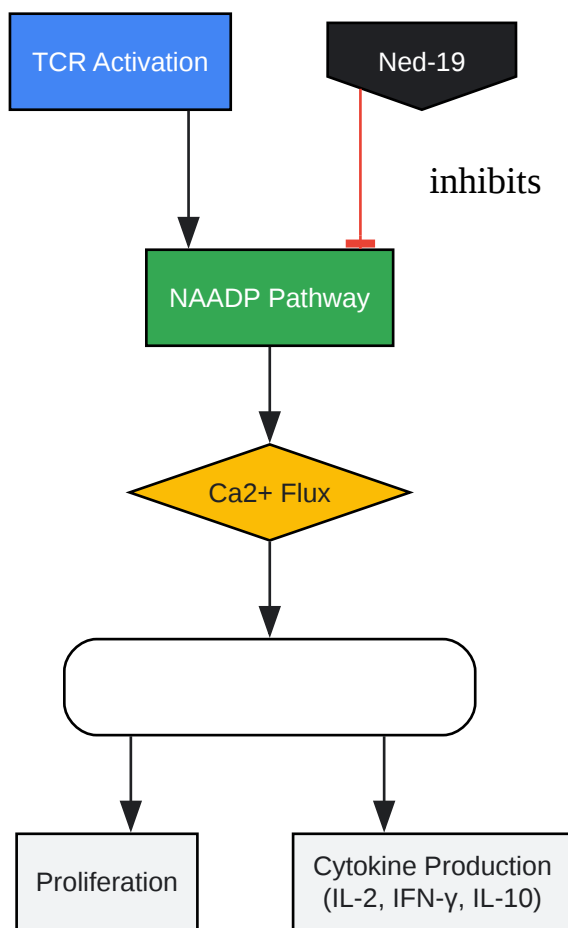 TCR Activation
Ned-19
inhibits
NAADP Pathway
Ca2+ Flux
Proliferation
Cytokine Production
(IL-2, IFN-γ, IL-10)